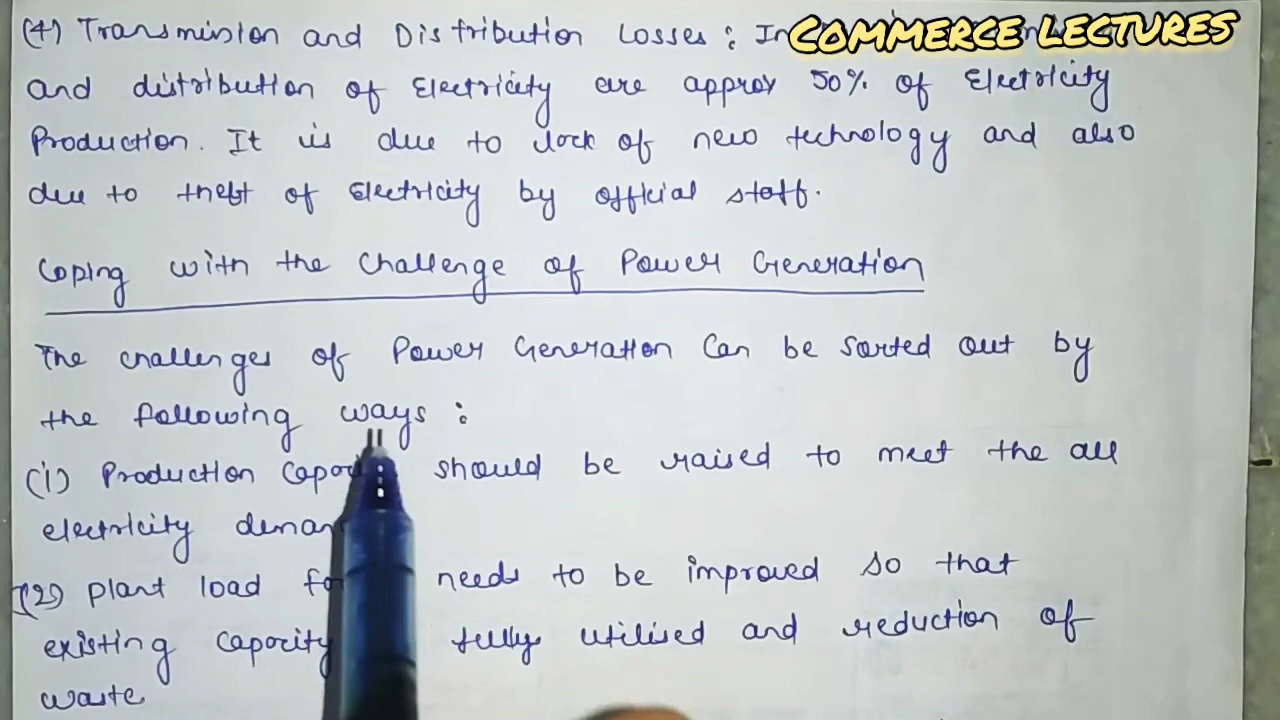 (4) Transmission and Distribution Losses : In
COMMERCE LECTURES
and distribution of Electricity are approx 50% of Electricity
Production. It is due to lack of new technology and also
due to theft of Electricity by official staff.
Coping with the Challenge of Power Generation
The challenges of Power Generation Can be sorted out by
the following ways :
(1) Production Capacity should be raised to meet the all
electricity deman
(2) Plant load needs to be improved so that
existing capacity fully utilised and reduction of
waste